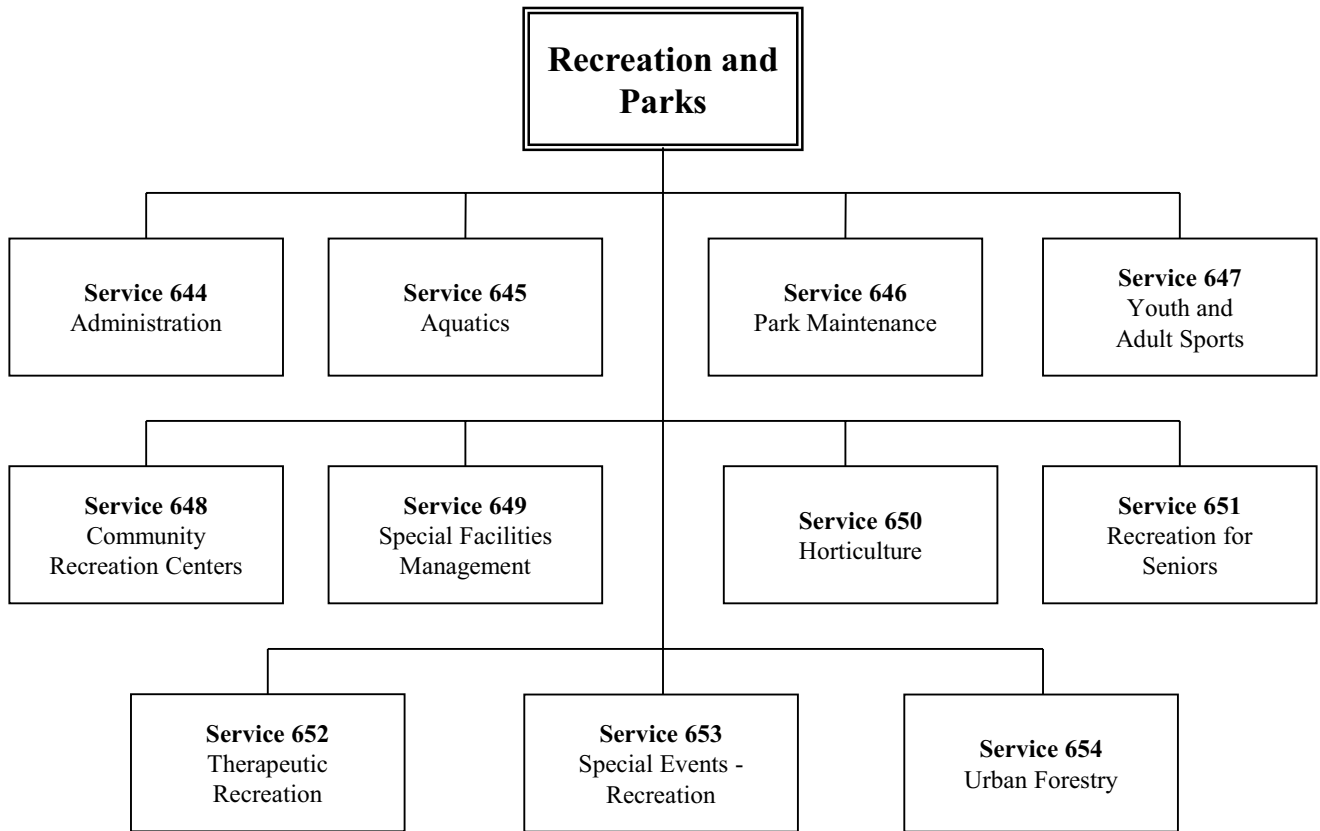 Recreation and
Parks
Service 644
Administration
Service 645
Aquatics
Service 646
Park Maintenance
Service 647
Youth and
Adult Sports
Service 648
Community
Recreation Centers
Service 649
Special Facilities
Management
Service 650
Horticulture
Service 651
Recreation for
Seniors
Service 652
Therapeutic
Recreation
Service 653
Special Events -
Recreation
Service 654
Urban Forestry